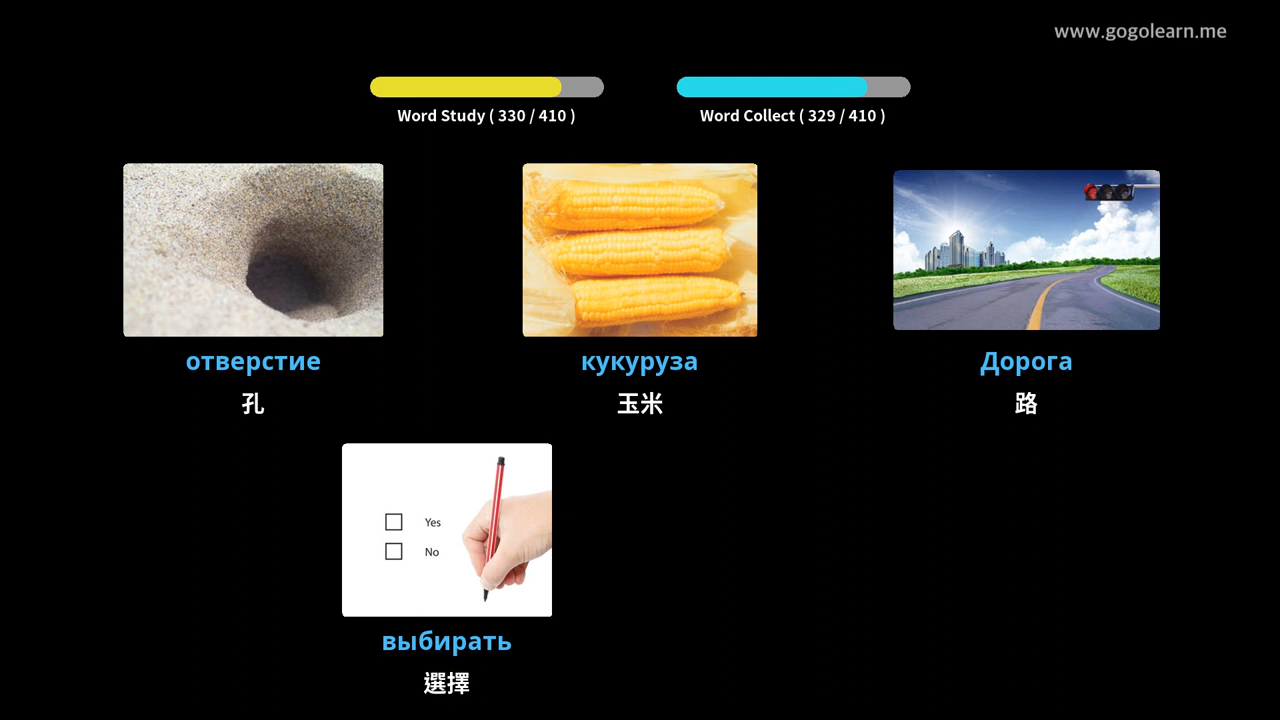 www.gogolearn.me
Word Study ( 330 / 410 )
Word Collect ( 329 / 410 )
отверстие
孔
кукуруза
玉米
Дорога
路
Yes
No
выбирать
選擇